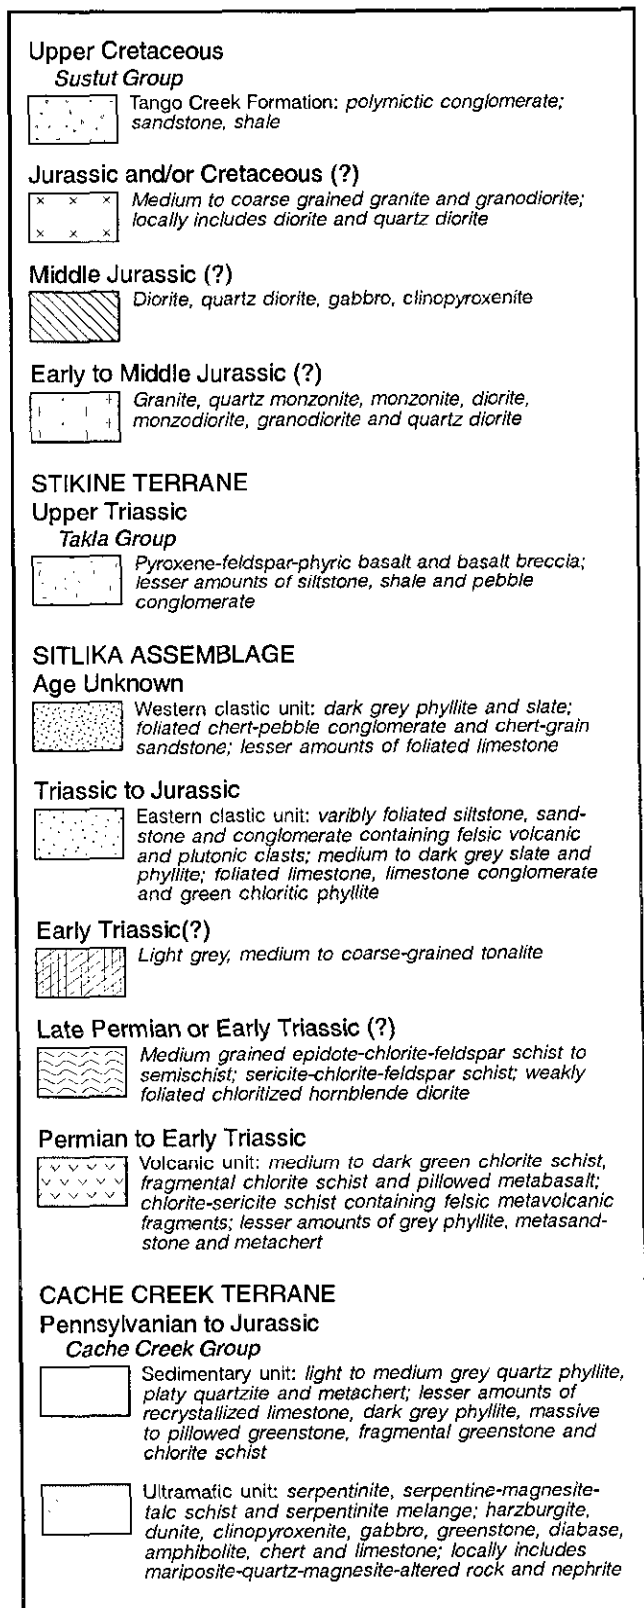 Upper Cretaceous
Sustut Group
Tango Creek Formation: polymictic conglomerate;
sandstone, shale
Jurassic and/or Cretaceous (?)
Medium to coarse grained granite and granodiorite;
locally includes diorite and quartz diorite
Middle Jurassic (?)
Diorite, quartz diorite, gabbro, clinopyroxenite
Early to Middle Jurassic (?)
Granite, quartz monzonite, monzonite, diorite,
monzodiorite, granodiorite and quartz diorite
STIKINE TERRANE
Upper Triassic
Takla Group
Pyroxene-feldspar-phyric basalt and basalt breccia;
lesser amounts of siltstone, shale and pebble
conglomerate
SITLIKA ASSEMBLAGE
Age Unknown
Western clastic unit: dark grey phyllite and slate;
foliated chert-pebble conglomerate and chert-grain
sandstone; lesser amounts of foliated limestone
Triassic to Jurassic
Eastern clastic unit: varibly foliated siltstone, sand-
stone and conglomerate containing felsic volcanic
and plutonic clasts; medium to dark grey slate and
phyllite; foliated limestone, limestone conglomerate
and green chloritic phyllite
Early Triassic(?)
Light grey, medium to coarse-grained tonalite
Late Permian or Early Triassic (?)
Medium grained epidote-chlorite-feldspar schist to
semischist; sericite-chlorite-feldspar schist; weakly
foliated chloritized hornblende diorite
Permian to Early Triassic
Volcanic unit: medium to dark green chlorite schist,
fragmental chlorite schist and pillowed metabasalt;
chlorite-sericite schist containing felsic metavolcanic
fragments; lesser amounts of grey phyllite, metasand-
stone and metachert
CACHE CREEK TERRANE
Pennsylvanian to Jurassic
Cache Creek Group
Sedimentary unit: light to medium grey quartz phyllite,
platy quartzite and metachert; lesser amounts of
recrystallized limestone, dark grey phyllite, massive
to pillowed greenstone, fragmental greenstone and
chlorite schist
Ultramafic unit: serpentinite, serpentine-magnesite-
talc schist and serpentinite melange; harzburgite,
dunite, clinopyroxenite, gabbro, greenstone, diabase,
amphibolite, chert and limestone; locally includes
mariposite-quartz-magnesite-altered rock and nephrite